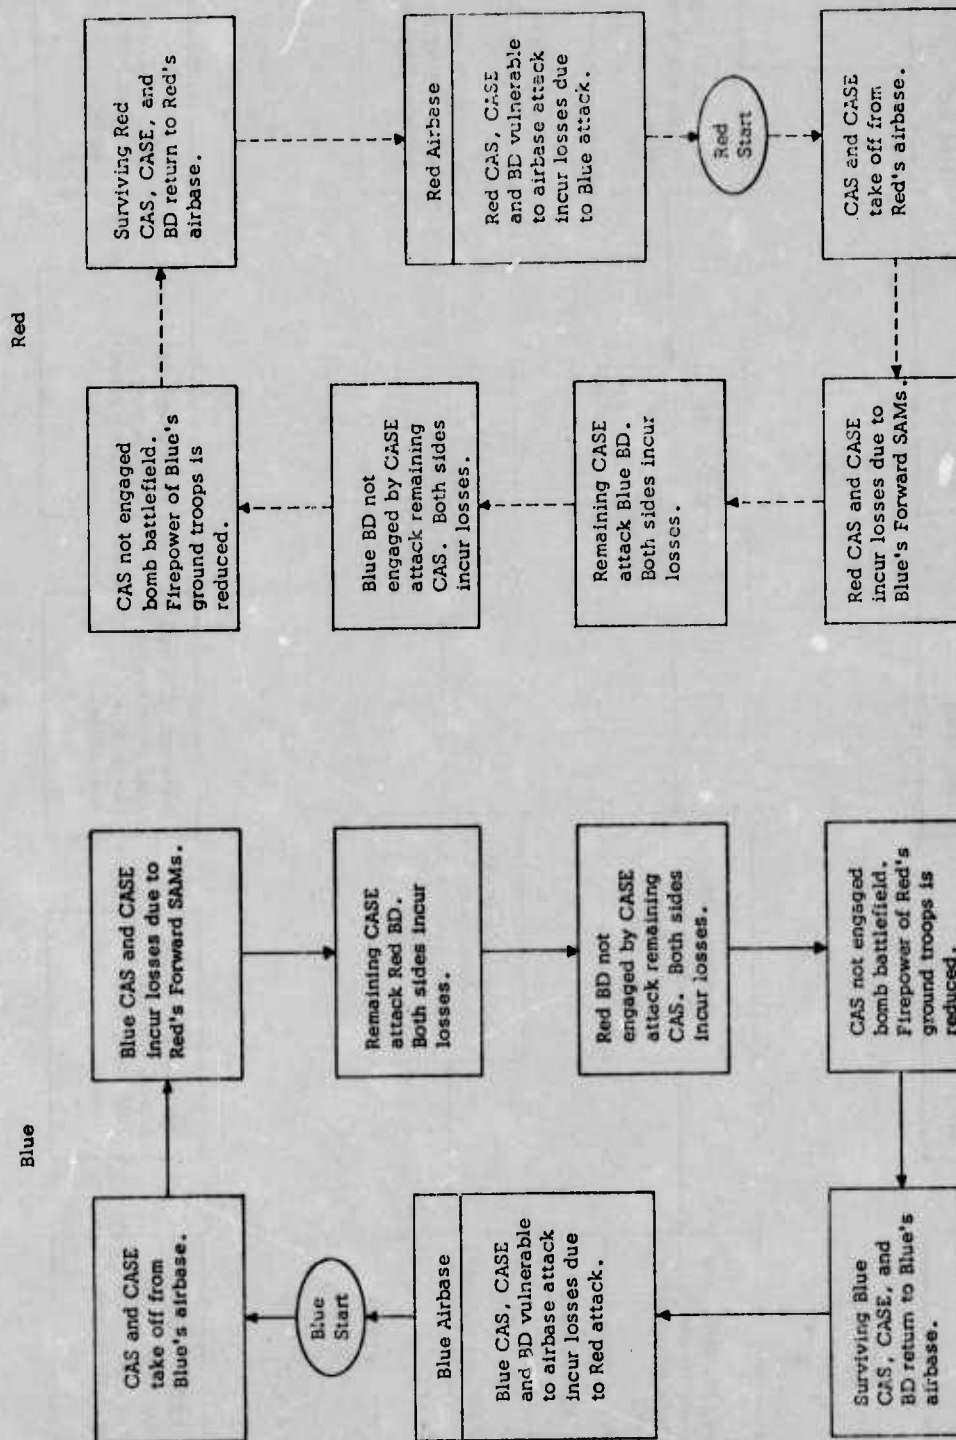 Blue
CAS and CASE
take off from
Blue's airbase.
Blue
Start
Blue Airbase
Blue CAS, CASE
and BD vulnerable
to airbase attack
incur losses due
to Red attack.
Surviving Blue
CAS, CASE, and
BD return to Blue's
airbase.
Blue CAS and CASE
incur losses due to
Red's Forward SAMs.
Remaining CASE
attack Red BD.
Both sides incur
losses.
Red BD not
engaged by CASE
attack remaining
CAS. Both sides
incur losses.
CAS not engaged
bomb battlefield.
Firepower of Red's
ground troops is
reduced.
Red
CAS not engaged
bomb battlefield.
Firepower of Blue's
ground troops is
reduced.
Blue BD not
engaged by CASE
attack remaining
CAS. Both sides
incur losses.
Remaining CASE
attack Blue BD.
Both sides incur
losses.
Red CAS and CASE
incur losses due to
Blue's Forward SAMs.
Surviving Red
CAS, CASE, and
BD return to Red's
airbase.
Red Airbase
Red CAS, CASE
and BD vulnerable
to airbase attack
incur losses due
to Blue attack.
Red
Start
CAS and CASE
take off from
Red's airbase.